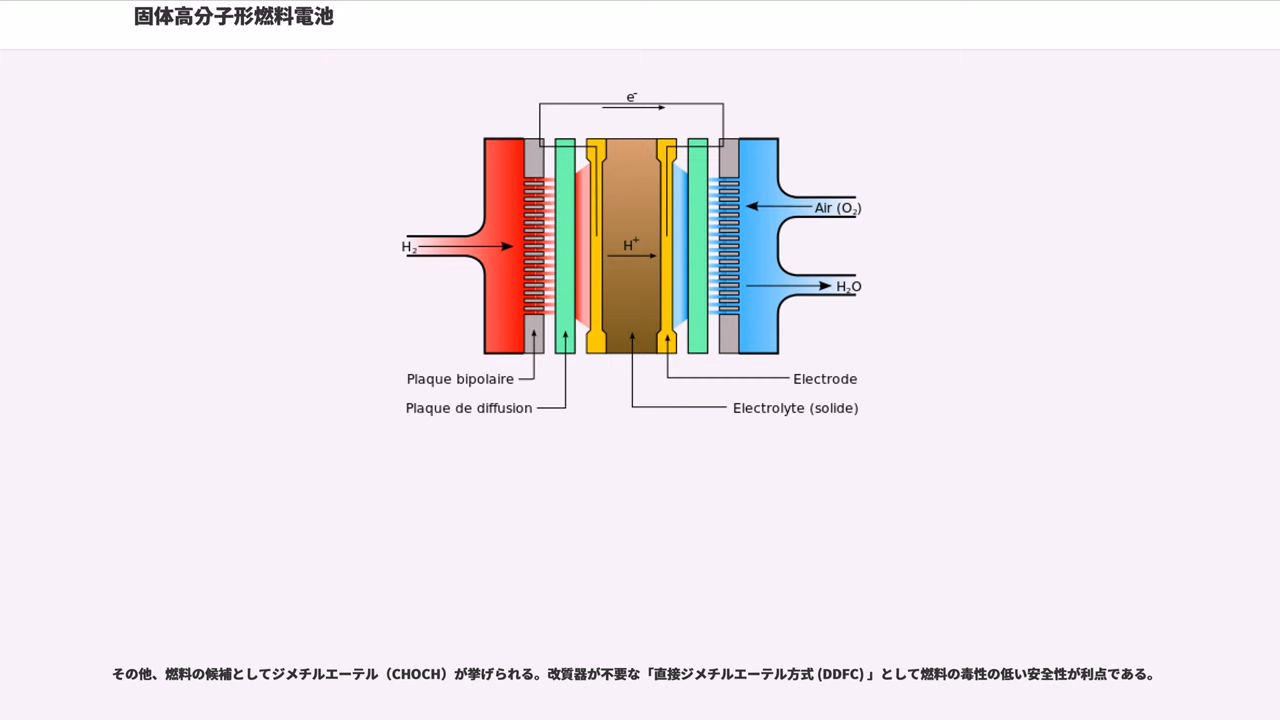 固体高分子形燃料電池
e-
H₂
H+
Air (O₂)
H₂O
Plaque bipolaire
Electrode
Plaque de diffusion
Electrolyte (solide)
その他、燃料の候補としてジメチルエーテル（CHOCH）が挙げられる。改質器が不要な「直接ジメチルエーテル方式 (DDFC) 」として燃料の毒性の低い安全性が利点である。